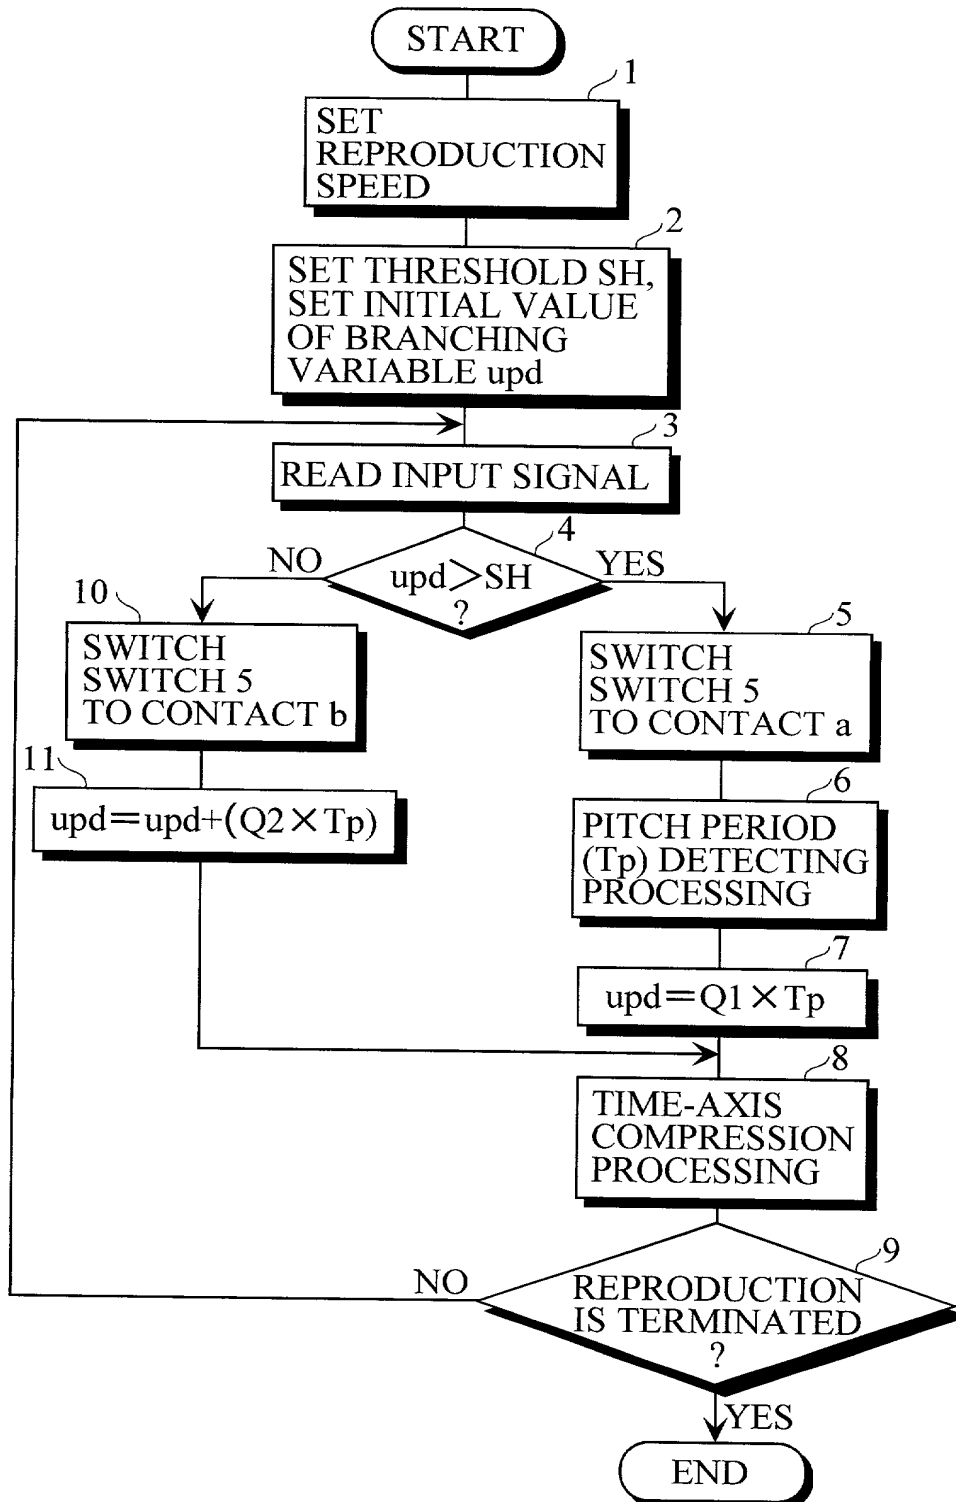 START
1
SET
REPRODUCTION
SPEED
2
SET THRESHOLD SH,
SET INITIAL VALUE
OF BRANCHING
VARIABLE upd
3
READ INPUT SIGNAL
4
upd>SH
?
NO
YES
10
SWITCH
SWITCH 5
TO CONTACT b
11
upd=upd+(Q2×Tp)
5
SWITCH
SWITCH 5
TO CONTACT a
6
PITCH PERIOD
(Tp) DETECTING
PROCESSING
7
upd=Q1×Tp
8
TIME-AXIS
COMPRESSION
PROCESSING
9
REPRODUCTION
IS TERMINATED
?
NO
YES
END